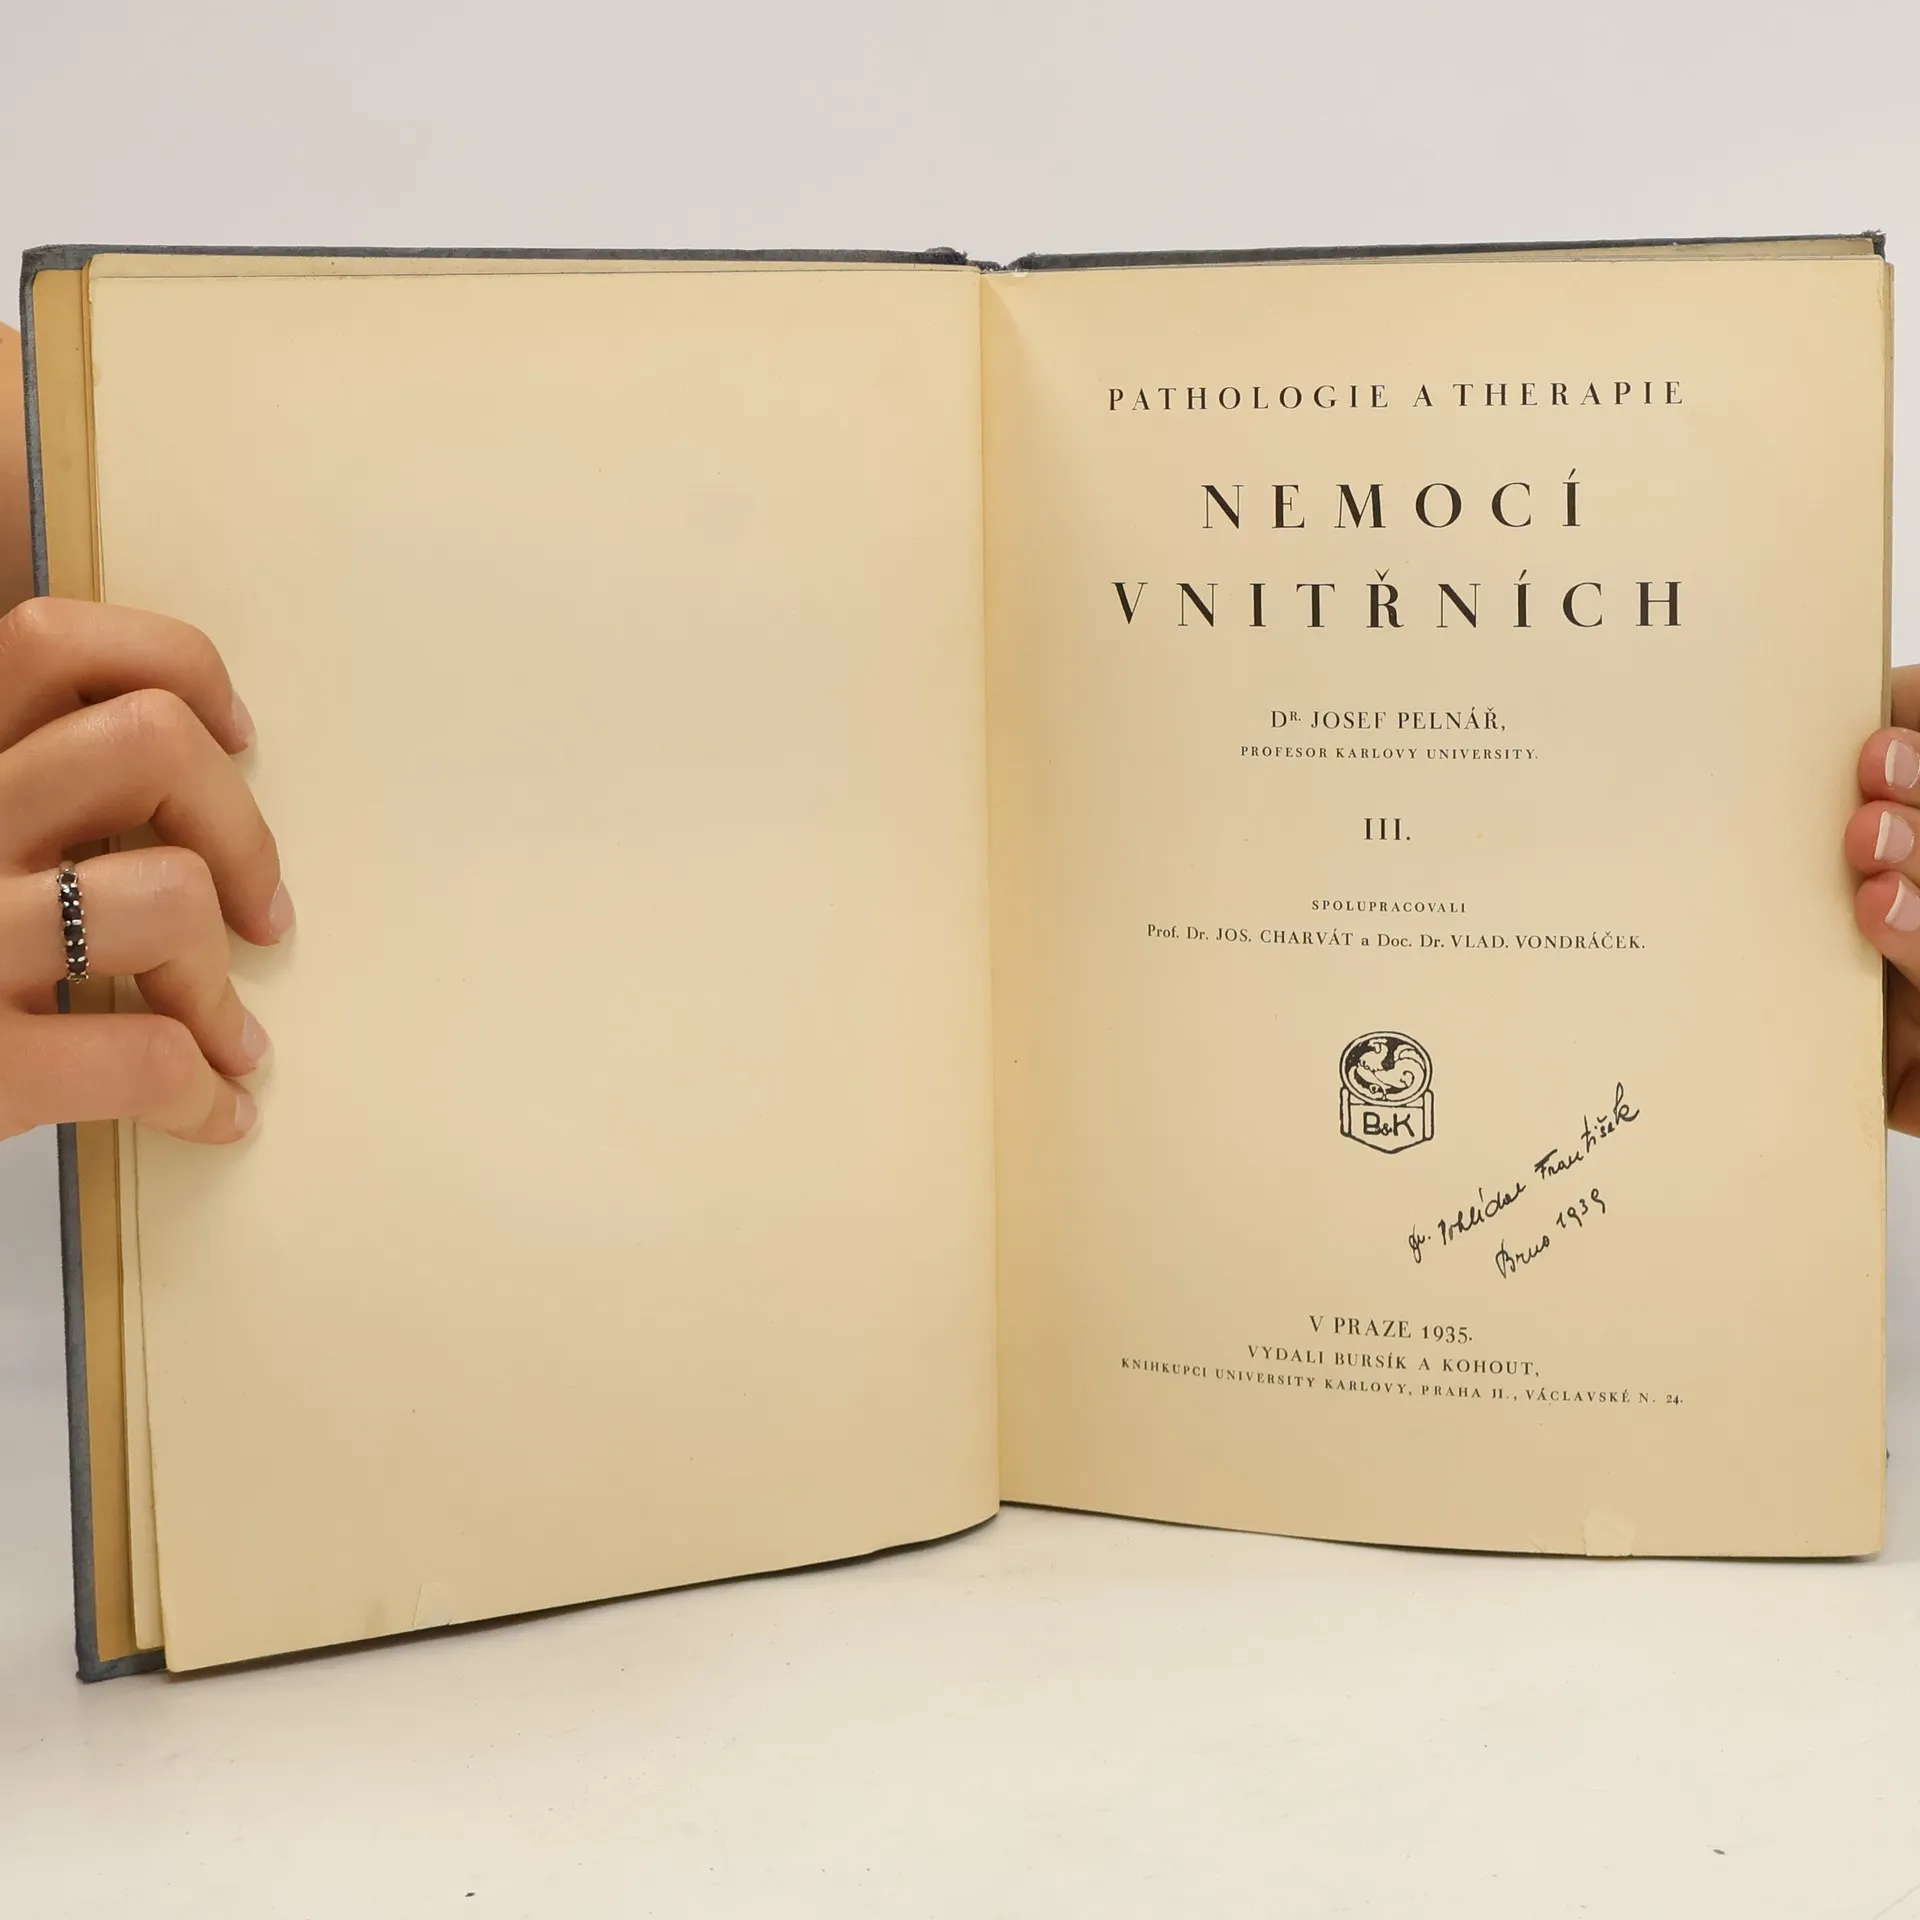 PATHOLOGIE A THERAPIE
NEMOCÍ
VNITŘNÍCH
DR. JOSEF PELNÁŘ,
PROFESOR KARLOVY UNIVERSITY.
III.
SPOLUPRACOVALI
Prof. Dr. JOS. CHARVÁT a Doc. Dr. VLAD. VONDRÁČEK.
B&K
František
Brno 1939
V PRAZE 1935.
VYDALI BURSÍK A KOHOUT,
KNIHKUPCI UNIVERSITY KARLOVY, PRAHA II., VÁCLAVSKÉ N. 24.